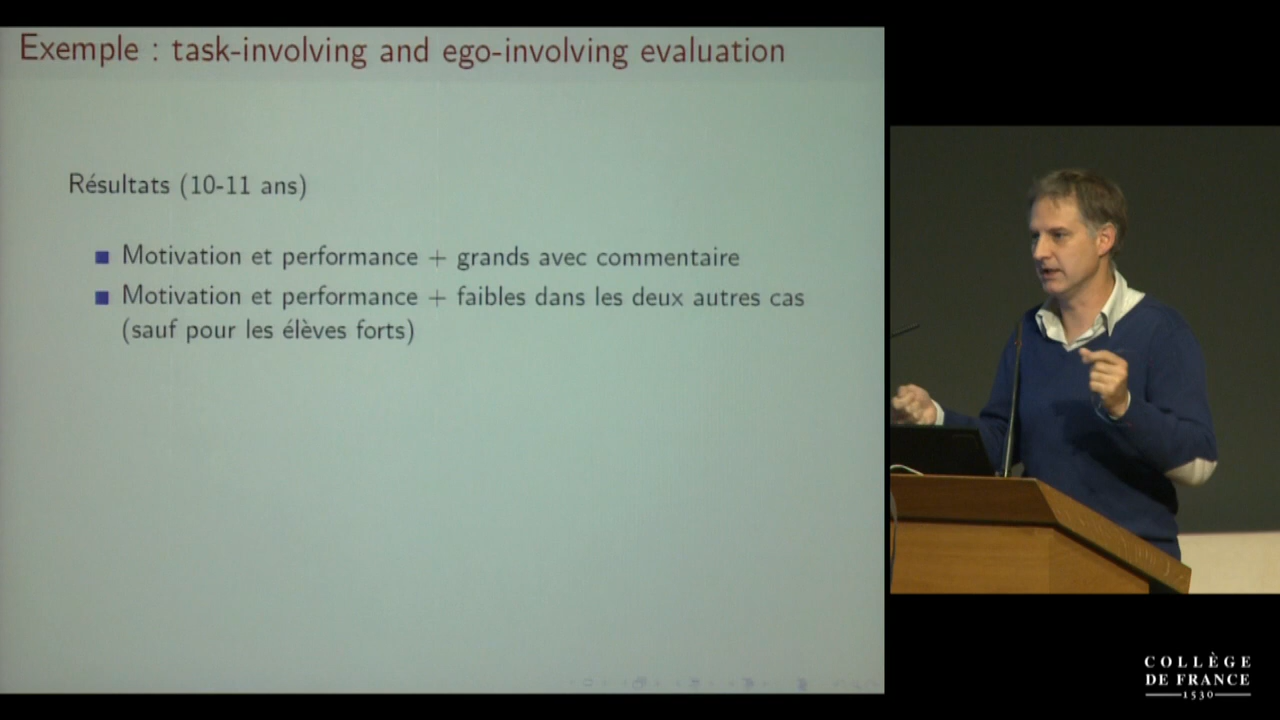 Exemple : task-involving and ego-involving evaluation
Résultats (10-11 ans)
Motivation et performance + grands avec commentaire
Motivation et performance + faibles dans les deux autres cas
(sauf pour les élèves forts)
COLLÈGE
DE FRANCE
1530